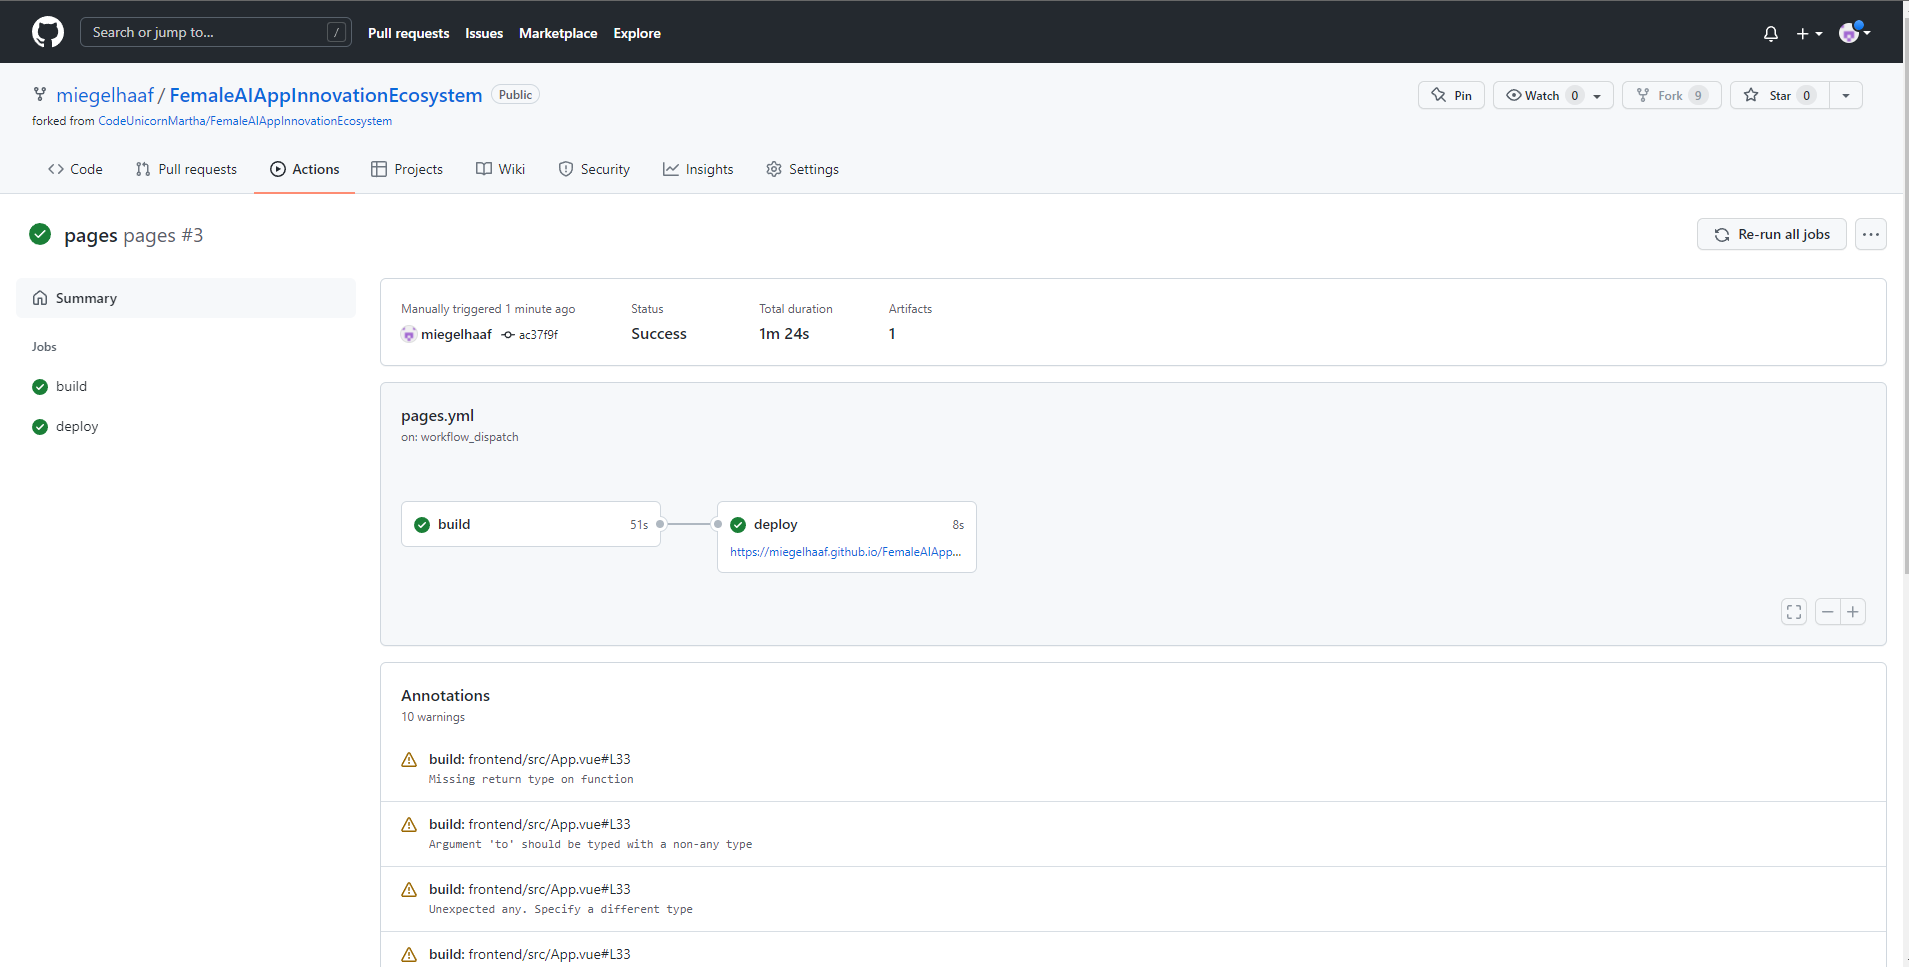 Search or jump to... /
Pull requests Issues Marketplace Explore
miegelhaaf / FemaleAIAppInnovationEcosystem Public
Pin Watch 0 Fork 9 Star 0
forked from CodeUnicornMartha/FemaleAIAppInnovationEcosystem
Code Pull requests Actions Projects Wiki Security Insights Settings
pages pages #3
Re-run all jobs
Summary
Jobs
build
deploy
Manually triggered 1 minute ago
miegelhaaf ac37f9f
Status
Success
Total duration
1m 24s
Artifacts
1
pages.yml
on: workflow_dispatch
build 51s
deploy 8s
https://miegelhaaf.github.io/FemaleAIApp...
Annotations
10 warnings
build: frontend/src/App.vue#L33
Missing return type on function
build: frontend/src/App.vue#L33
Argument 'to' should be typed with a non-any type
build: frontend/src/App.vue#L33
Unexpected any. Specify a different type
build: frontend/src/App.vue#L33